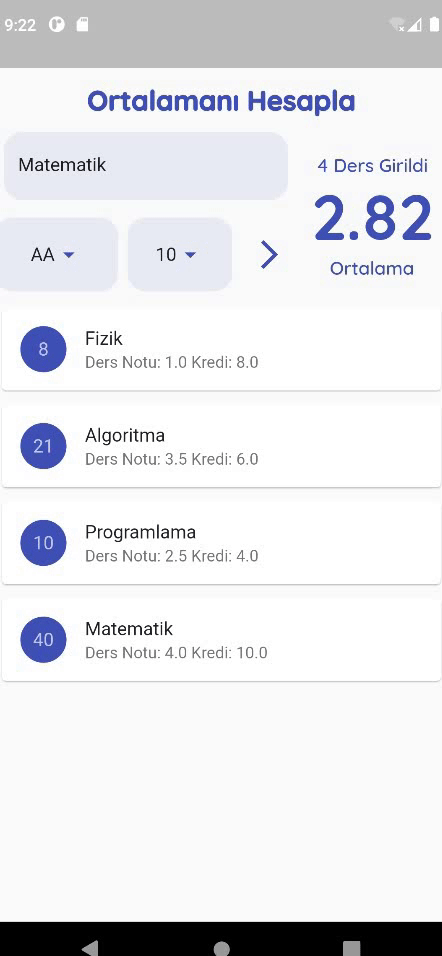 9:22
Ortalamanı Hesapla
Matematik
4 Ders Girildi
2.82
Ortalama
AA
10
8
Fizik
Ders Notu: 1.0 Kredi: 8.0
21
Algoritma
Ders Notu: 3.5 Kredi: 6.0
10
Programlama
Ders Notu: 2.5 Kredi: 4.0
40
Matematik
Ders Notu: 4.0 Kredi: 10.0